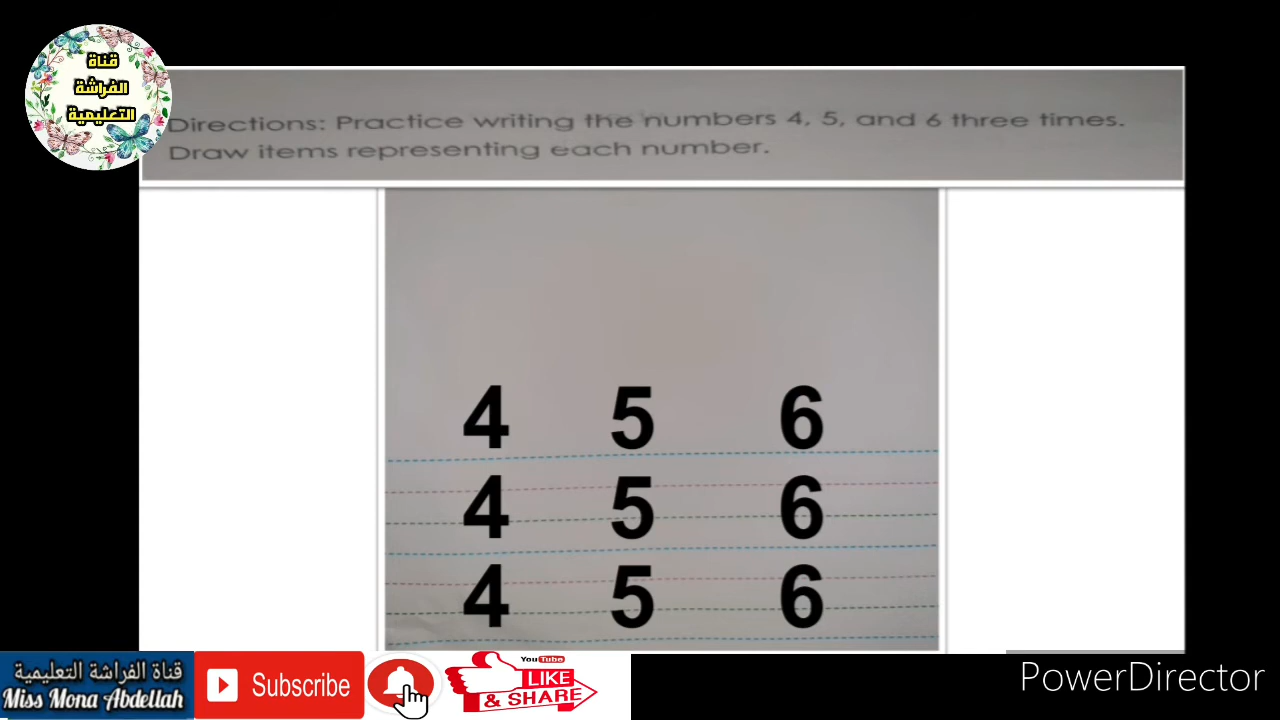 قناة
الفراشة
التعليمية
Directions: Practice writing the numbers 4, 5, and 6 three times.
Draw items representing each number.
4 5 6
4 5 6
4 5 6
قناة الفراشة التعليمية
Miss Mona Abdellah
Subscribe
YouTube
LIKE
& SHARE
PowerDirector